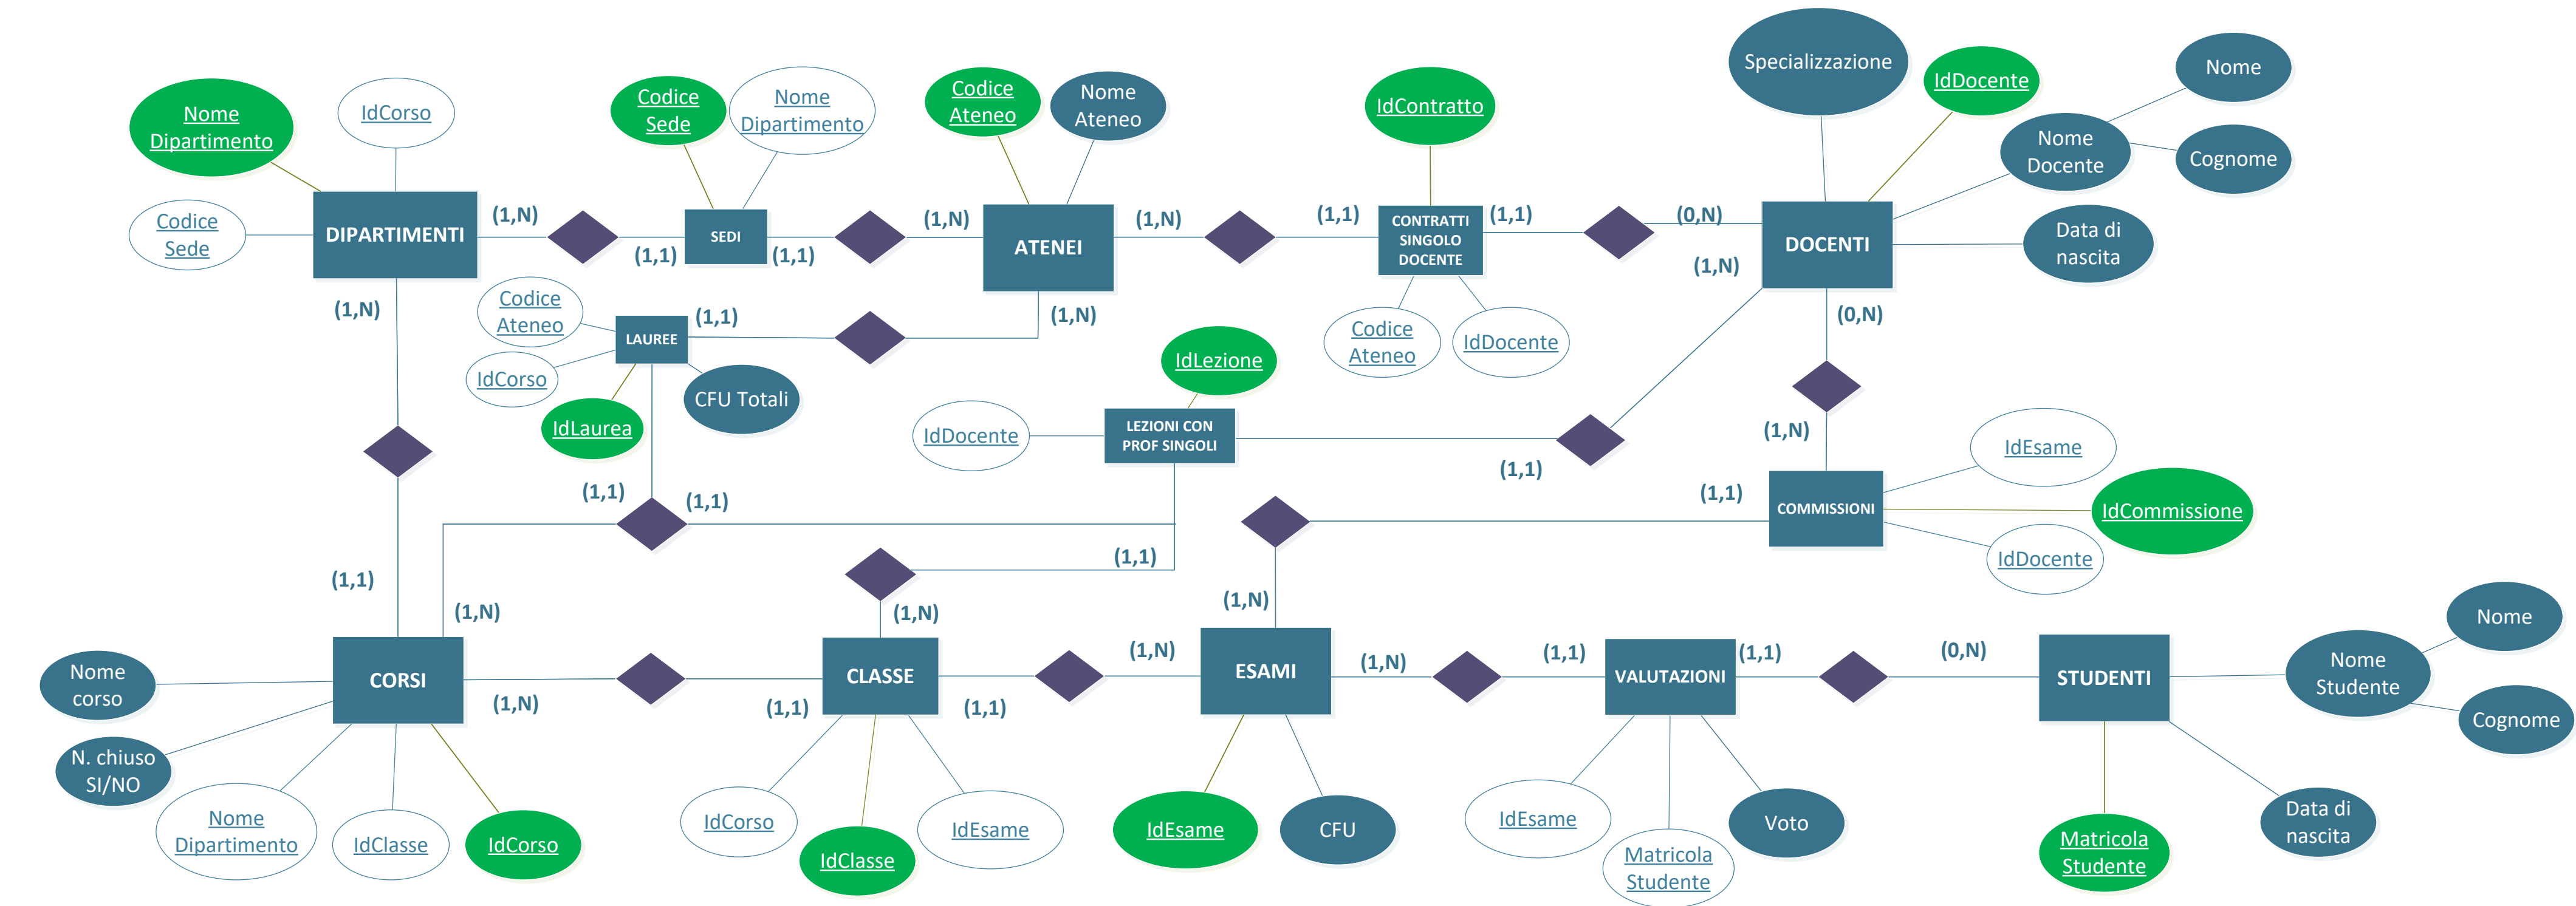 Specializzazione
IdDocente
Nome
Nome
Dipartimento
IdCorso
Codice
Sede
Nome
Dipartimento
Codice
Ateneo
Nome
Ateneo
IdContratto
Nome
Docente
Cognome
Codice
Sede
DIPARTIMENTI
(1,N)
(1,1)
SEDI
(1,1)
(1,N)
ATENEI
(1,N)
(1,1)
CONTRATTI
SINGOLO
DOCENTE
(1,1)
(0,N)
DOCENTI
Data di
nascita
(1,N)
Codice
Ateneo
(1,1)
(1,N)
(1,N)
(0,N)
LAUREE
IdCorso
CFU Totali
IdLaurea
Codice
Ateneo
IdDocente
IdLezione
IdDocente
LEZIONI CON
PROF SINGOLI
(1,1)
(1,N)
IdEsame
(1,1)
(1,1)
(1,1)
COMMISSIONI
IdCommissione
IdDocente
(1,1)
(1,1)
(1,N)
(1,N)
(1,N)
Nome
corso
CORSI
(1,N)
(1,1)
CLASSE
(1,1)
(1,N)
ESAMI
(1,N)
(1,1)
VALUTAZIONI
(1,1)
(0,N)
STUDENTI
Nome
Studente
Nome
Cognome
N. chiuso
SI/NO
Nome
Dipartimento
IdClasse
IdCorso
IdCorso
IdClasse
IdEsame
IdEsame
CFU
IdEsame
Matricola
Studente
Voto
Matricola
Studente
Data di
nascita